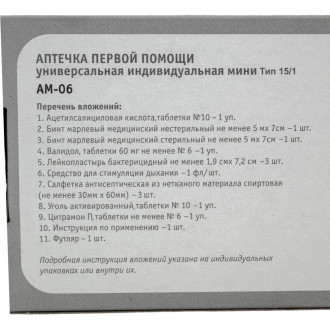 АПТЕЧКА ПЕРВОЙ ПОМОЩИ
универсальная индивидуальная мини Тип 15/1
АМ-06
Перечень вложений:
1. Ацетилсалициловая кислота,таблетки №10 – 1 уп.
2. Бинт марлевый медицинский нестерильный не менее 5 мх 7см –1 шт.
3. Бинт марлевый медицинский стерильный не менее 5 мх 7см – 1 шт.
4. Валидол, таблетки 60 мг не менее № 6 –1 уп.
5. Лейкопластырь бактерицидный не менее 1,9 смх 7,2 см –3 шт.
6. Средство для стимуляции дыхания –1 фл/шт.
7. Салфетка антисептическая из нетканого материала спиртовая
(не менее 30мм х 60мм) –3 шт.
8. Уголь активированный,таблетки № 10 –1 уп.
9. Цитрамон П,таблетки не менее № 6 –1 уп.
10. Инструкция по применению –1 шт.
11. Футляр –1 шт.
Подробная инструкция вложений указана на индивидуальных
упаковках или внутри их.